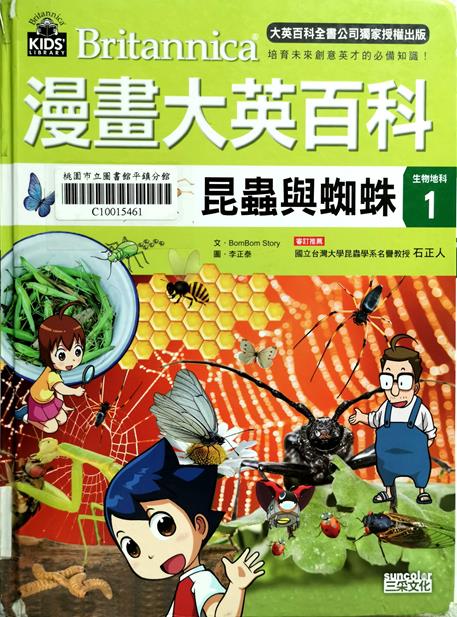 Britannica
KIDS'
LIBRARY
Britannica
大英百科全書公司獨家授權出版
培育未來創意英才的必備知識！
漫畫大英百科
桃園市立圖書館平鎮分館
C10015461
昆蟲與蜘蛛
生物地科
1
文・BomBom Story
圖・李正泰
審訂推薦
國立台灣大學昆蟲學系名譽教授 石正人
suncolor
三采文化